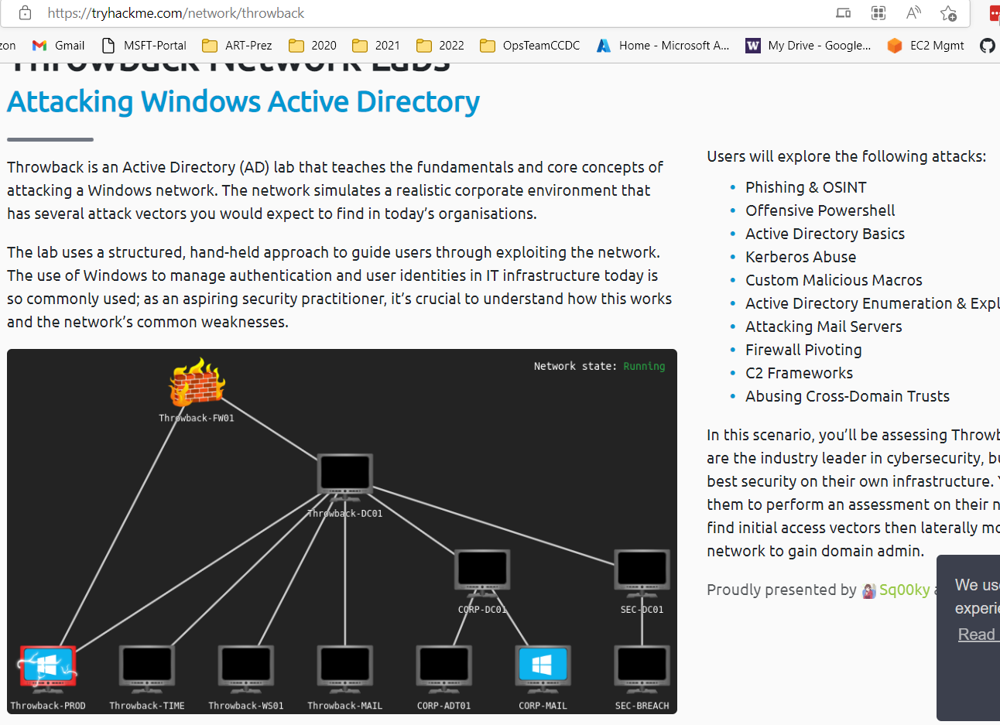 https://tryhackme.com/network/throwback
zon Gmail MSFT-Portal ART-Prez 2020 2021 2022 OpsTeamCCDC Home - Microsoft A... My Drive - Google... EC2 Mgmt
Throwback Network Labs
Attacking Windows Active Directory
Throwback is an Active Directory (AD) lab that teaches the fundamentals and core concepts of
attacking a Windows network. The network simulates a realistic corporate environment that
has several attack vectors you would expect to find in today’s organisations.
The lab uses a structured, hand-held approach to guide users through exploiting the network.
The use of Windows to manage authentication and user identities in IT infrastructure today is
so commonly used; as an aspiring security practitioner, it’s crucial to understand how this works
and the network’s common weaknesses.
Network state: Running
Throwback-FW01
Throwback-DC01
CORP-DC01
SEC-DC01
Throwback-PROD
Throwback-TIME
Throwback-WS01
Throwback-MAIL
CORP-ADT01
CORP-MAIL
SEC-BREACH
Users will explore the following attacks:
• Phishing & OSINT
• Offensive Powershell
• Active Directory Basics
• Kerberos Abuse
• Custom Malicious Macros
• Active Directory Enumeration & Expl
• Attacking Mail Servers
• Firewall Pivoting
• C2 Frameworks
• Abusing Cross-Domain Trusts
In this scenario, you’ll be assessing Throwb
are the industry leader in cybersecurity, bu
best security on their own infrastructure.
them to perform an assessment on their n
find initial access vectors then laterally mo
network to gain domain admin.
Proudly presented by Sq00ky a
We us
experie
Read